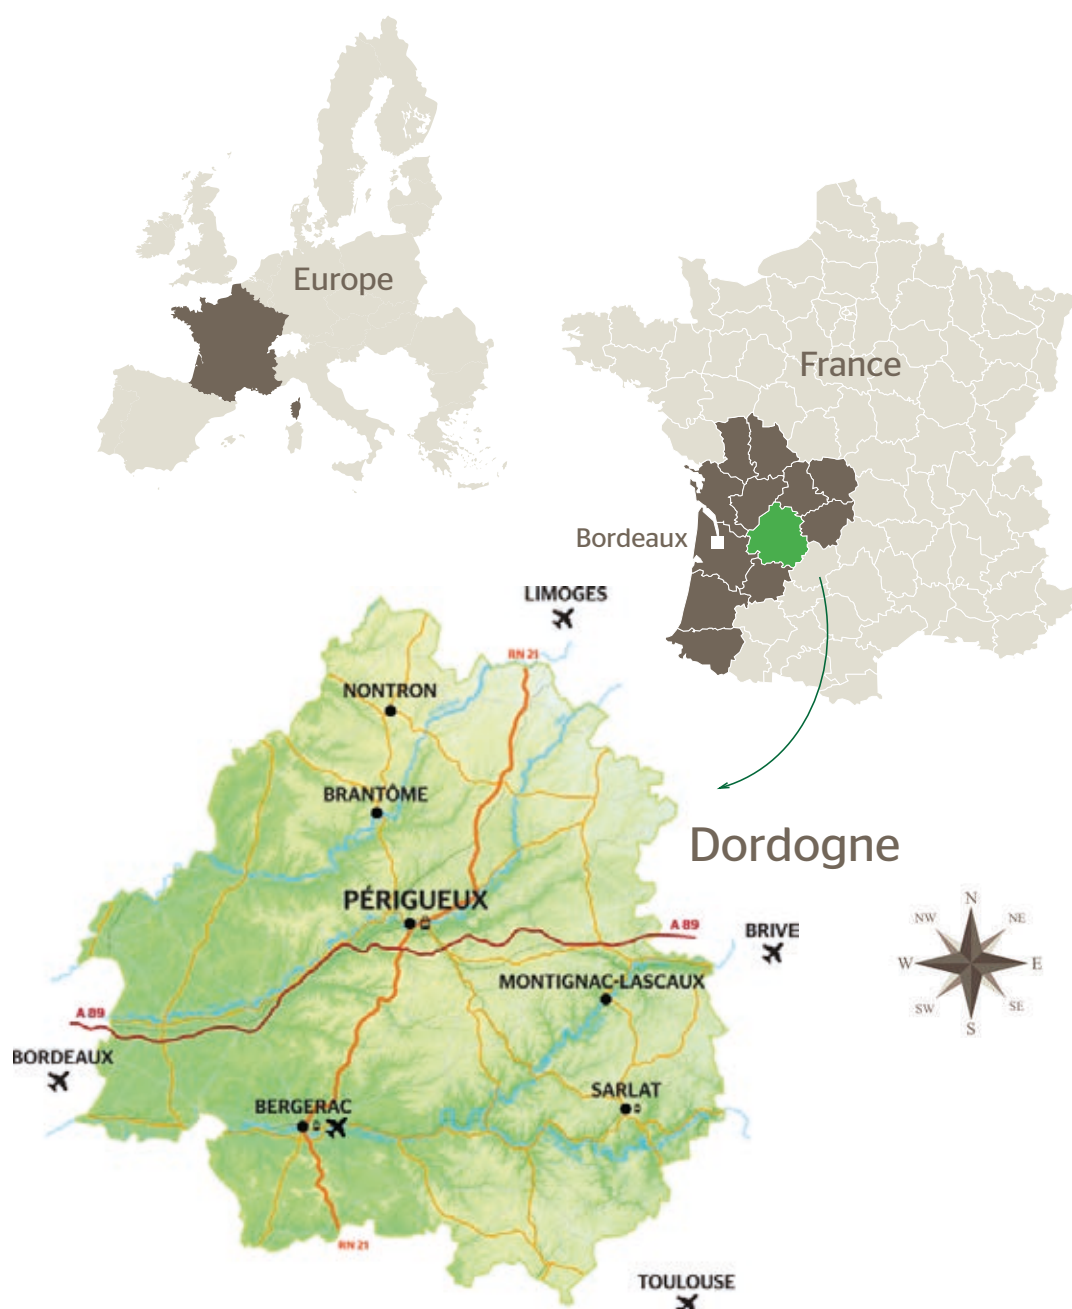 Europe
France
Bordeaux
LIMOGES
RN 21
NONTRON
BRANTÔME
Dordogne
PÉRIGUEUX
A 89
BRIVE
N
NW
NE
W
E
SW
SE
S
MONTIGNAC-LASCAUX
A 89
BORDEAUX
SARLAT
BERGERAC
RN 21
TOULOUSE